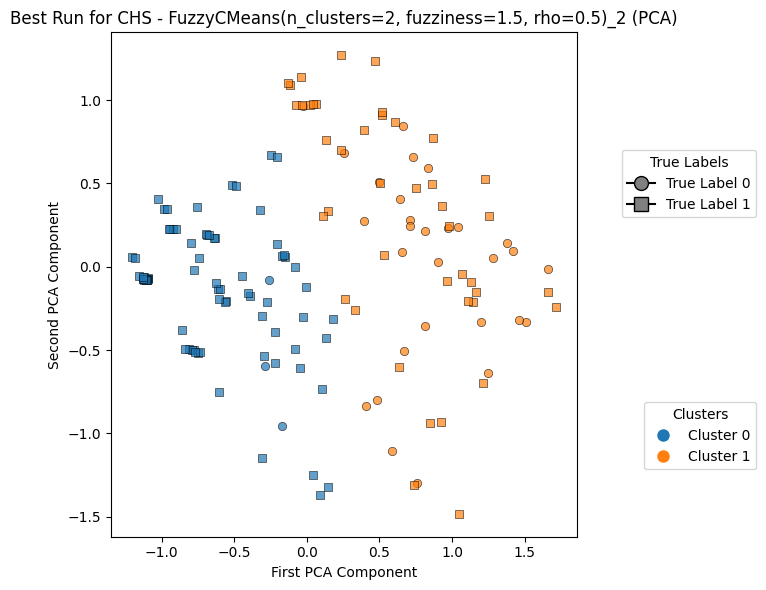 Best Run for CHS - FuzzyCMeans(n_clusters=2, fuzziness=1.5, rho=0.5)_2 (PCA)
1.0
0.5
0.0
−0.5
−1.0
−1.5
Second PCA Component
−1.0 −0.5 0.0 0.5 1.0 1.5
First PCA Component
True Labels
True Label 0
True Label 1
Clusters
Cluster 0
Cluster 1